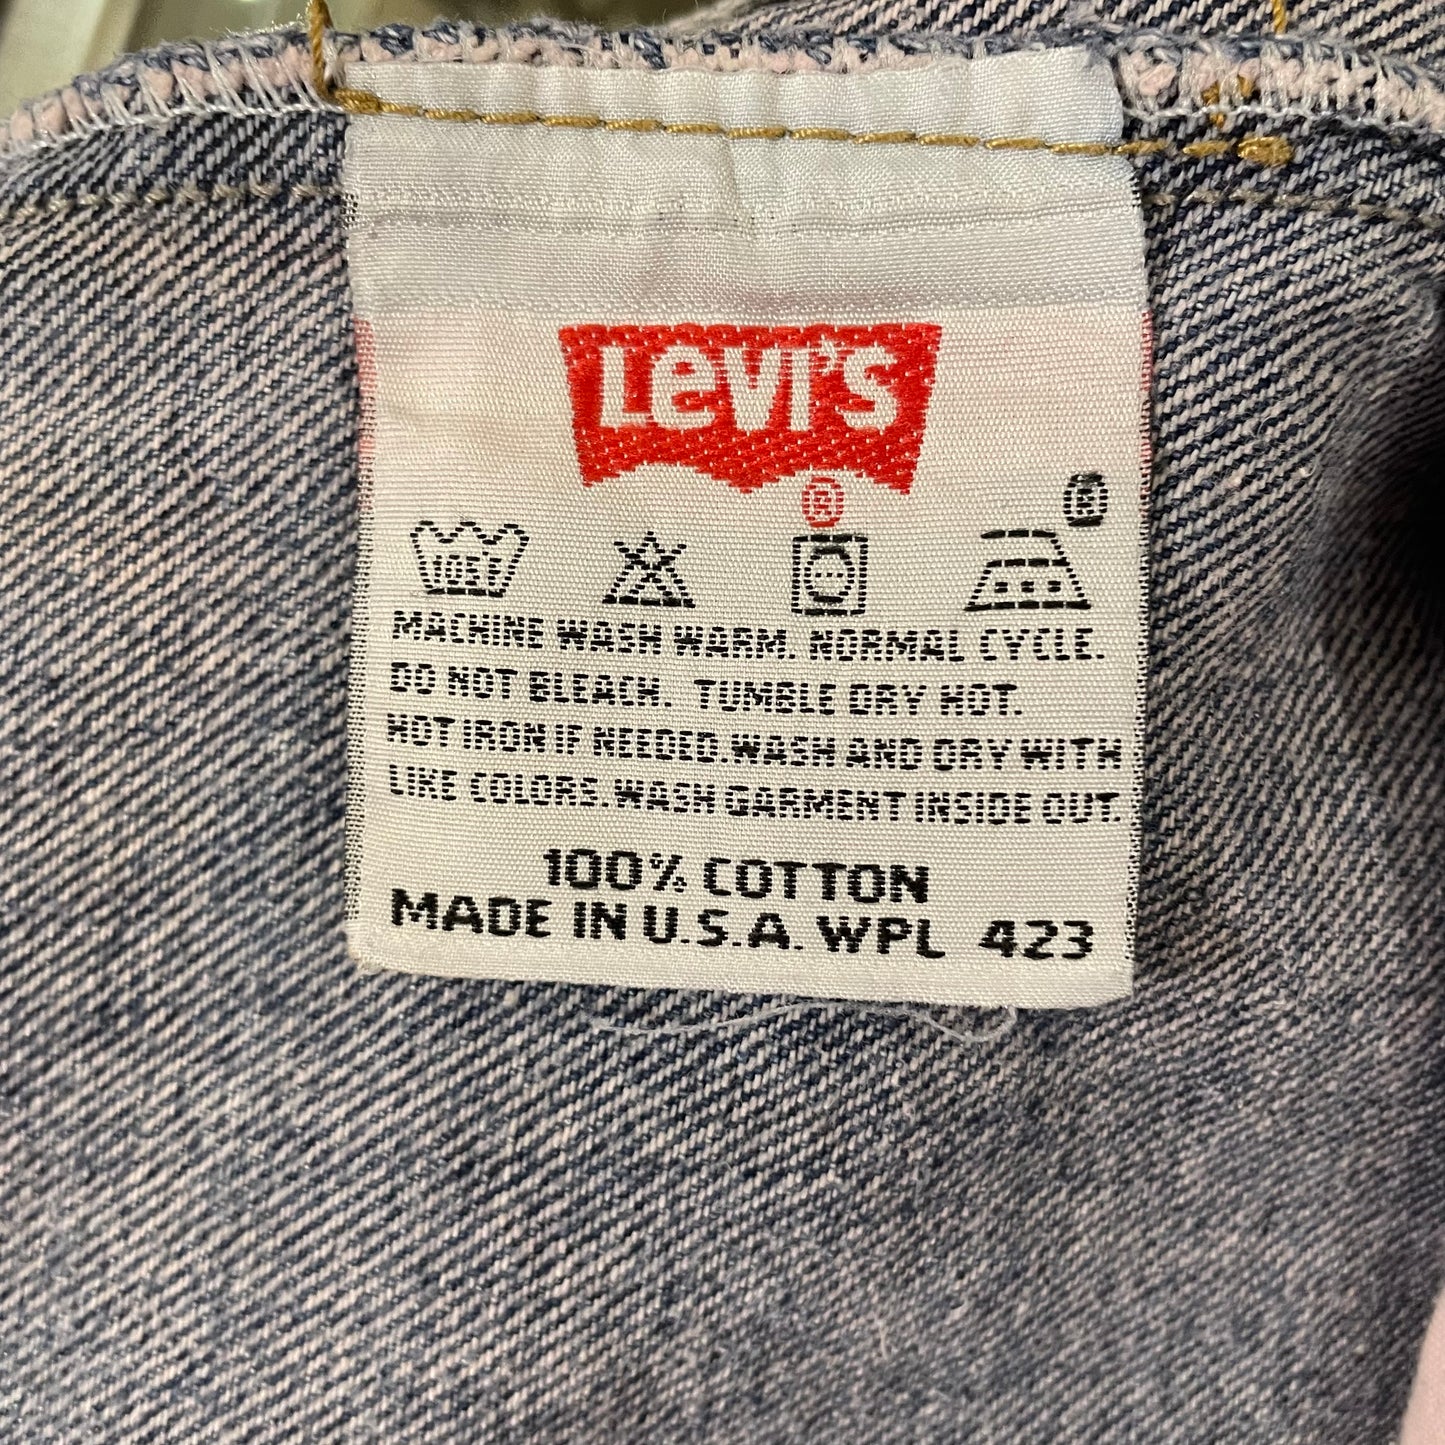 Levi's
®
®
105F
MACHINE WASH WARM. NORMAL CYCLE.
DO NOT BLEACH. TUMBLE DRY HOT.
HOT IRON IF NEEDED. WASH AND DRY WITH
LIKE COLORS. WASH GARMENT INSIDE OUT.
100% COTTON
MADE IN U.S.A. WPL 423